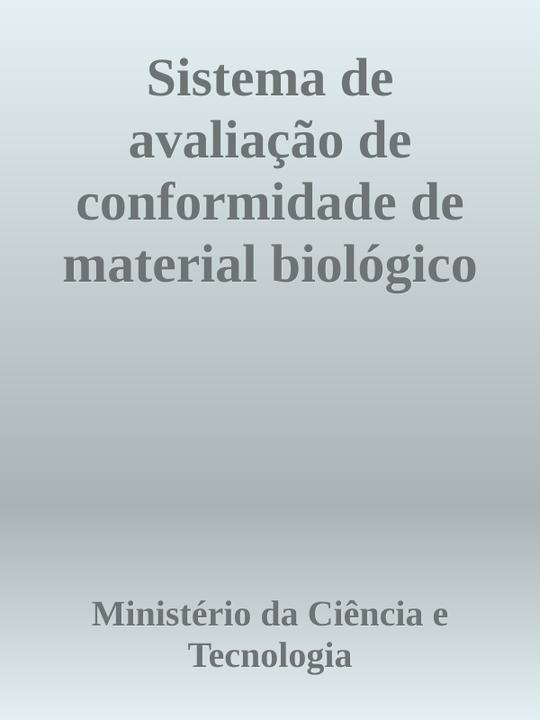 Sistema de
avaliação de
conformidade de
material biológico
Ministério da Ciência e
Tecnologia